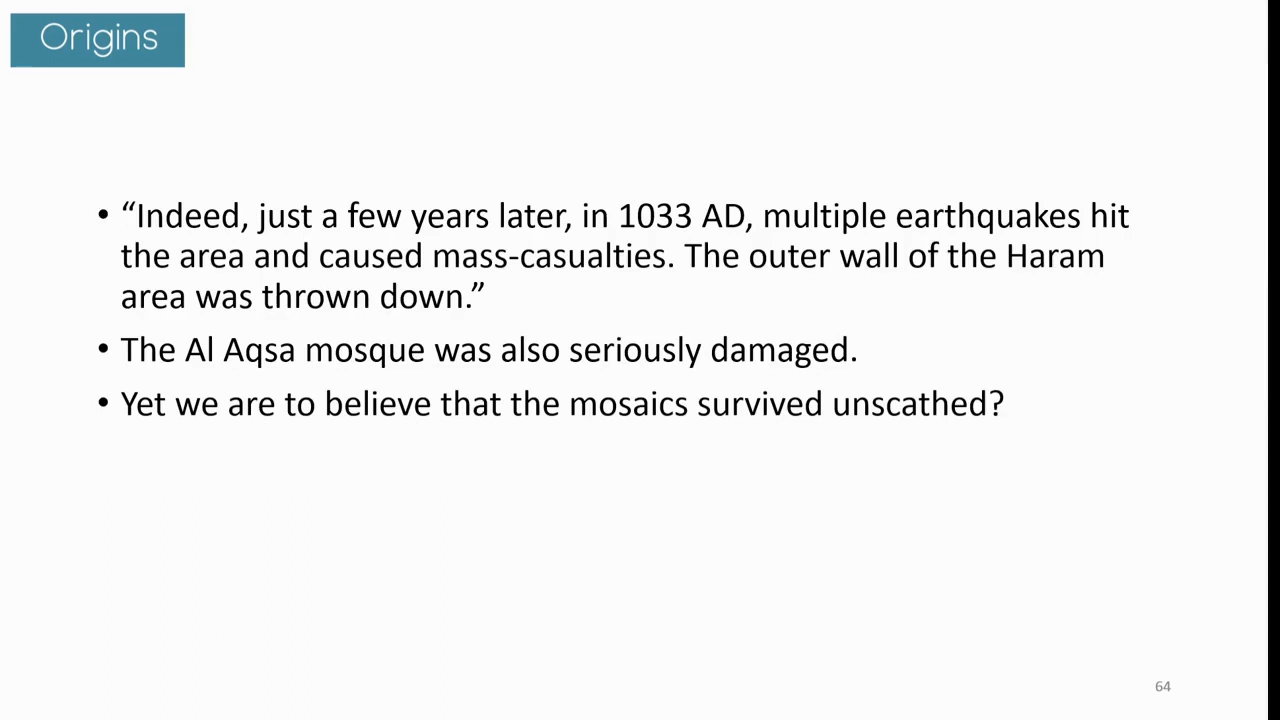 Origins
• “Indeed, just a few years later, in 1033 AD, multiple earthquakes hit
the area and caused mass-casualties. The outer wall of the Haram
area was thrown down.”
• The Al Aqsa mosque was also seriously damaged.
• Yet we are to believe that the mosaics survived unscathed?
64